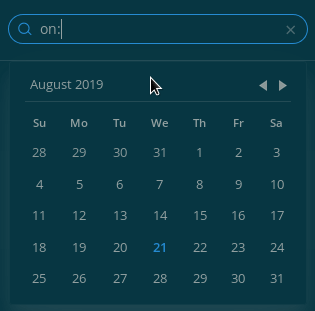 on:
August 2019
Su Mo Tu We Th Fr Sa
28 29 30 31 1 2 3
4 5 6 7 8 9 10
11 12 13 14 15 16 17
18 19 20 21 22 23 24
25 26 27 28 29 30 31